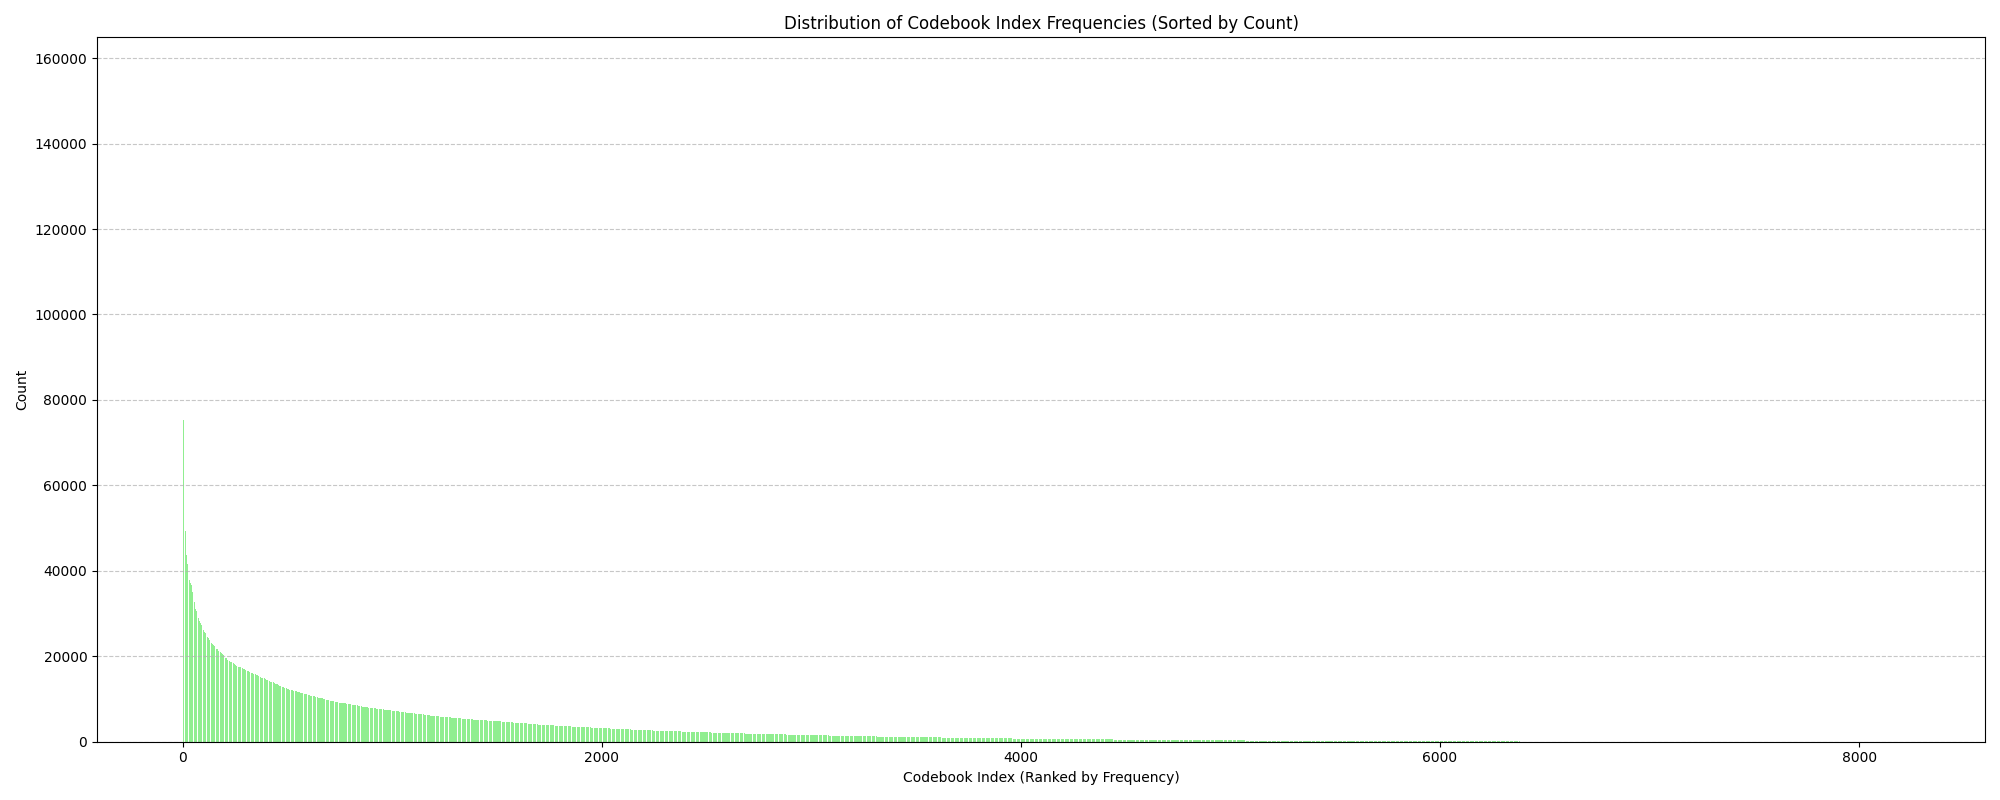 Distribution of Codebook Index Frequencies (Sorted by Count)
160000
140000
120000
100000
80000
60000
40000
20000
0
Count
0 2000 4000 6000 8000
Codebook Index (Ranked by Frequency)